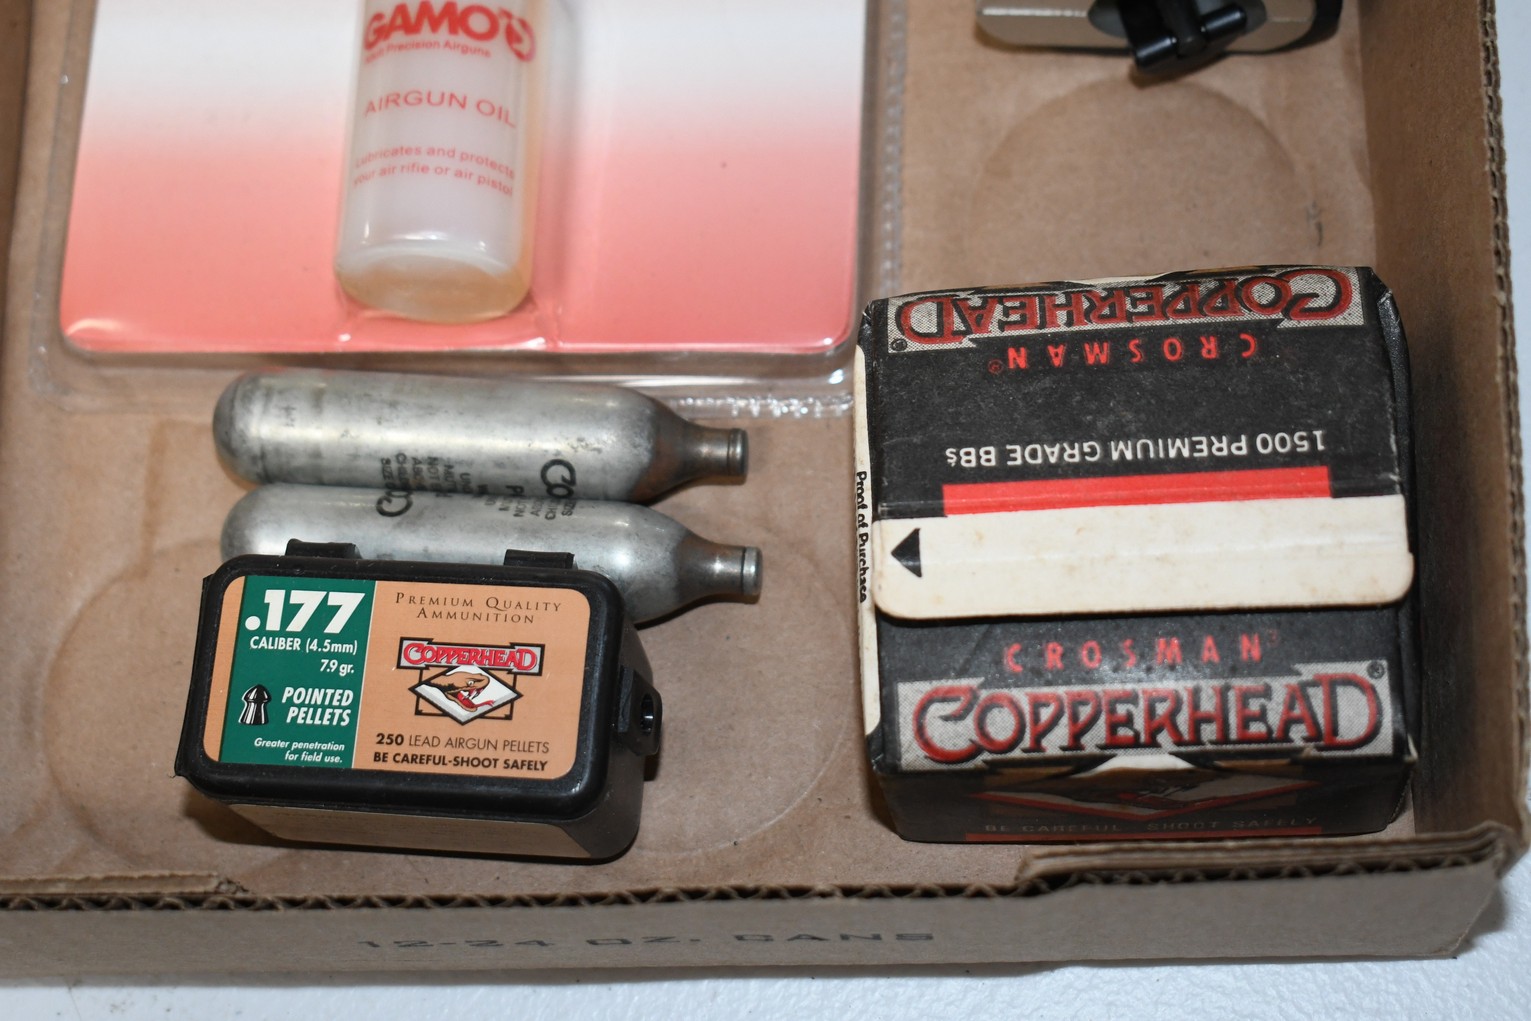 GAMO
Precision Airguns
AIRGUN OIL
Lubricates and protects
your air rifle or air pistol
COPPERHEAD®
CROSMAN®
1500 PREMIUM GRADE BBs
Proof of Purchase
CROSMAN
COPPERHEAD®
BE CAREFUL - SHOOT SAFELY
.177
CALIBER (4.5mm)
7.9 gr.
POINTED
PELLETS
Greater penetration
for field use.
PREMIUM QUALITY
AMMUNITION
COPPERHEAD
250 LEAD AIRGUN PELLETS
BE CAREFUL-SHOOT SAFELY
12-24 OZ. CANS